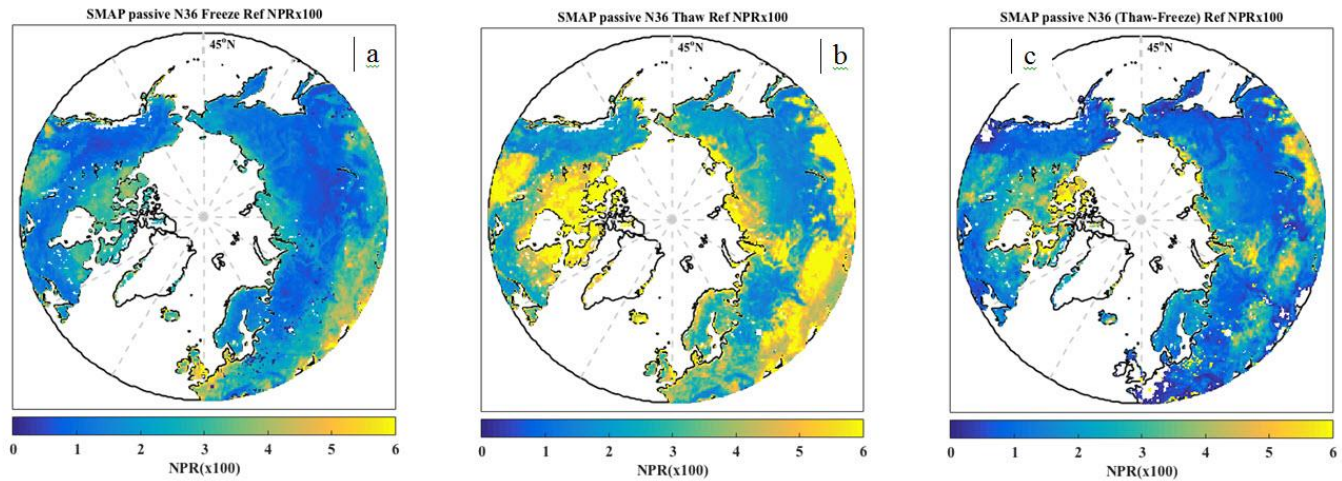 SMAP passive N36 Freeze Ref NPRx100
a
45°N
0 1 2 3 4 5 6
NPR(x100)
SMAP passive N36 Thaw Ref NPRx100
b
45°N
0 1 2 3 4 5 6
NPR(x100)
SMAP passive N36 (Thaw-Freeze) Ref NPRx100
c
45°N
0 1 2 3 4 5 6
NPR(x100)